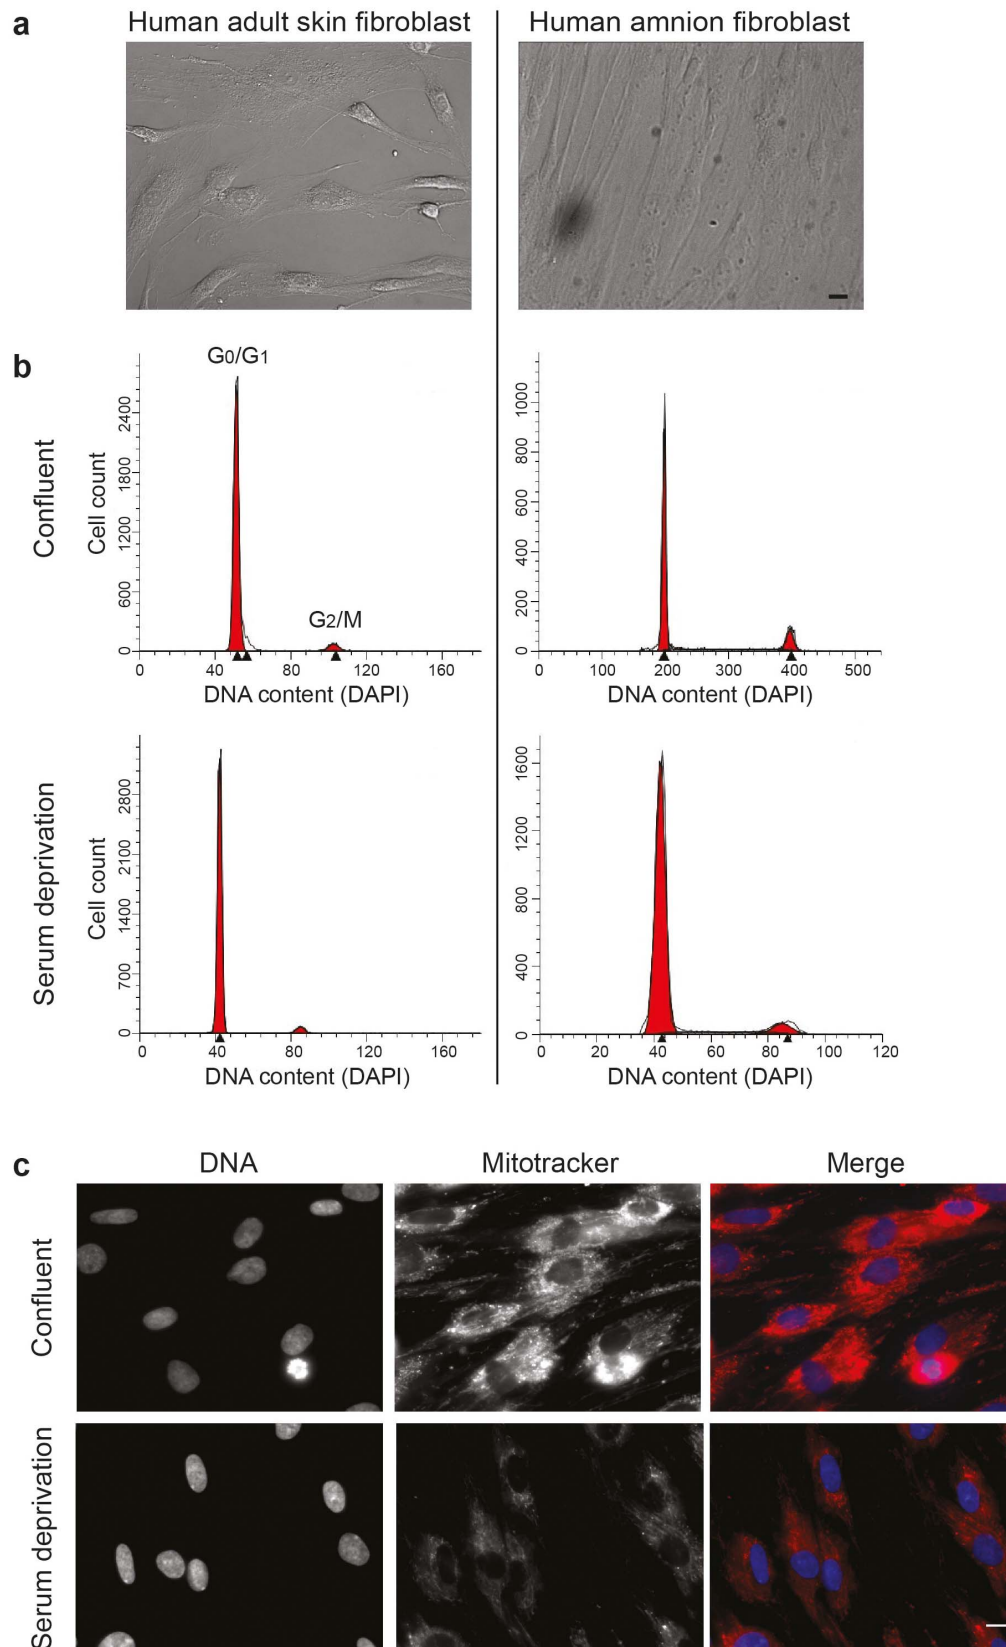 a
Human adult skin fibroblast
Human amnion fibroblast
b
Confluent
Cell count
2400
1800
1200
600
0
G0/G1
G2/M
0 40 80 120 160
DNA content (DAPI)
1000
800
600
400
200
0
0 100 200 300 400 500
DNA content (DAPI)
Serum deprivation
Cell count
2800
2100
1400
700
0
0 40 80 120 160
DNA content (DAPI)
1600
1200
800
400
0
0 20 40 60 80 100 120
DNA content (DAPI)
c
DNA
Mitotracker
Merge
Confluent
Serum deprivation